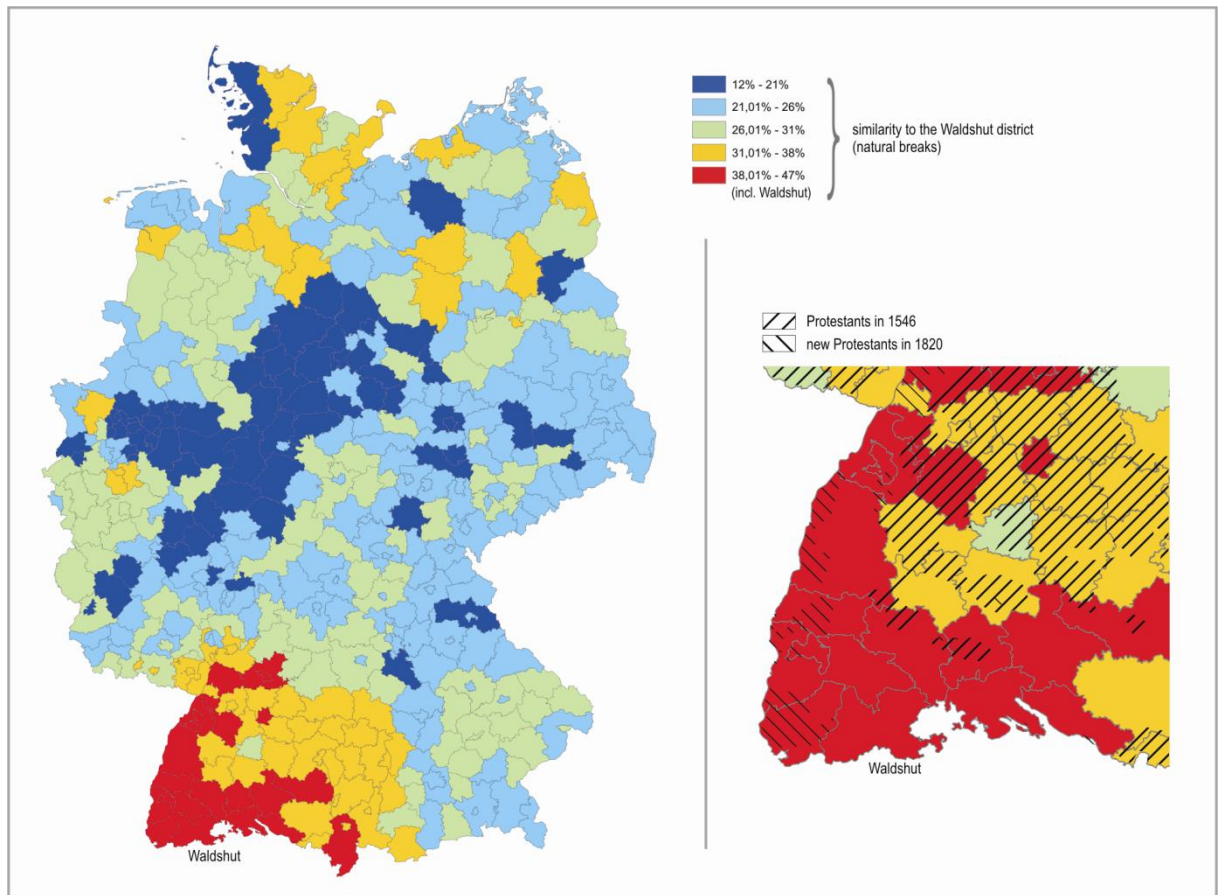 12% - 21%
21,01% - 26%
26,01% - 31%
31,01% - 38%
38,01% - 47%
(incl. Waldshut)
similarity to the Waldshut district
(natural breaks)
Protestants in 1546
new Protestants in 1820
Waldshut
Waldshut